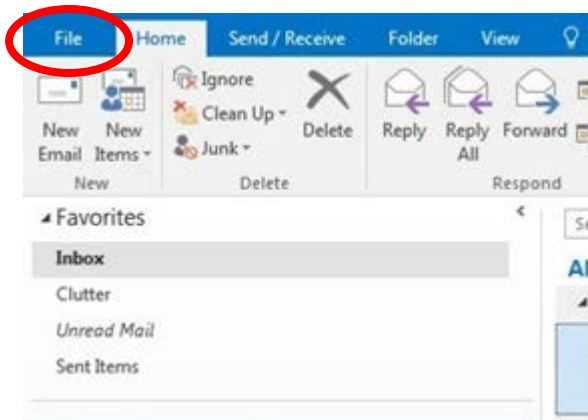 File Home Send / Receive Folder View
Ignore
Clean Up
Junk
New Email
New Items
Delete
Reply
Reply All
Forward
New Delete Respond
Favorites
Inbox
Clutter
Unread Mail
Sent Items